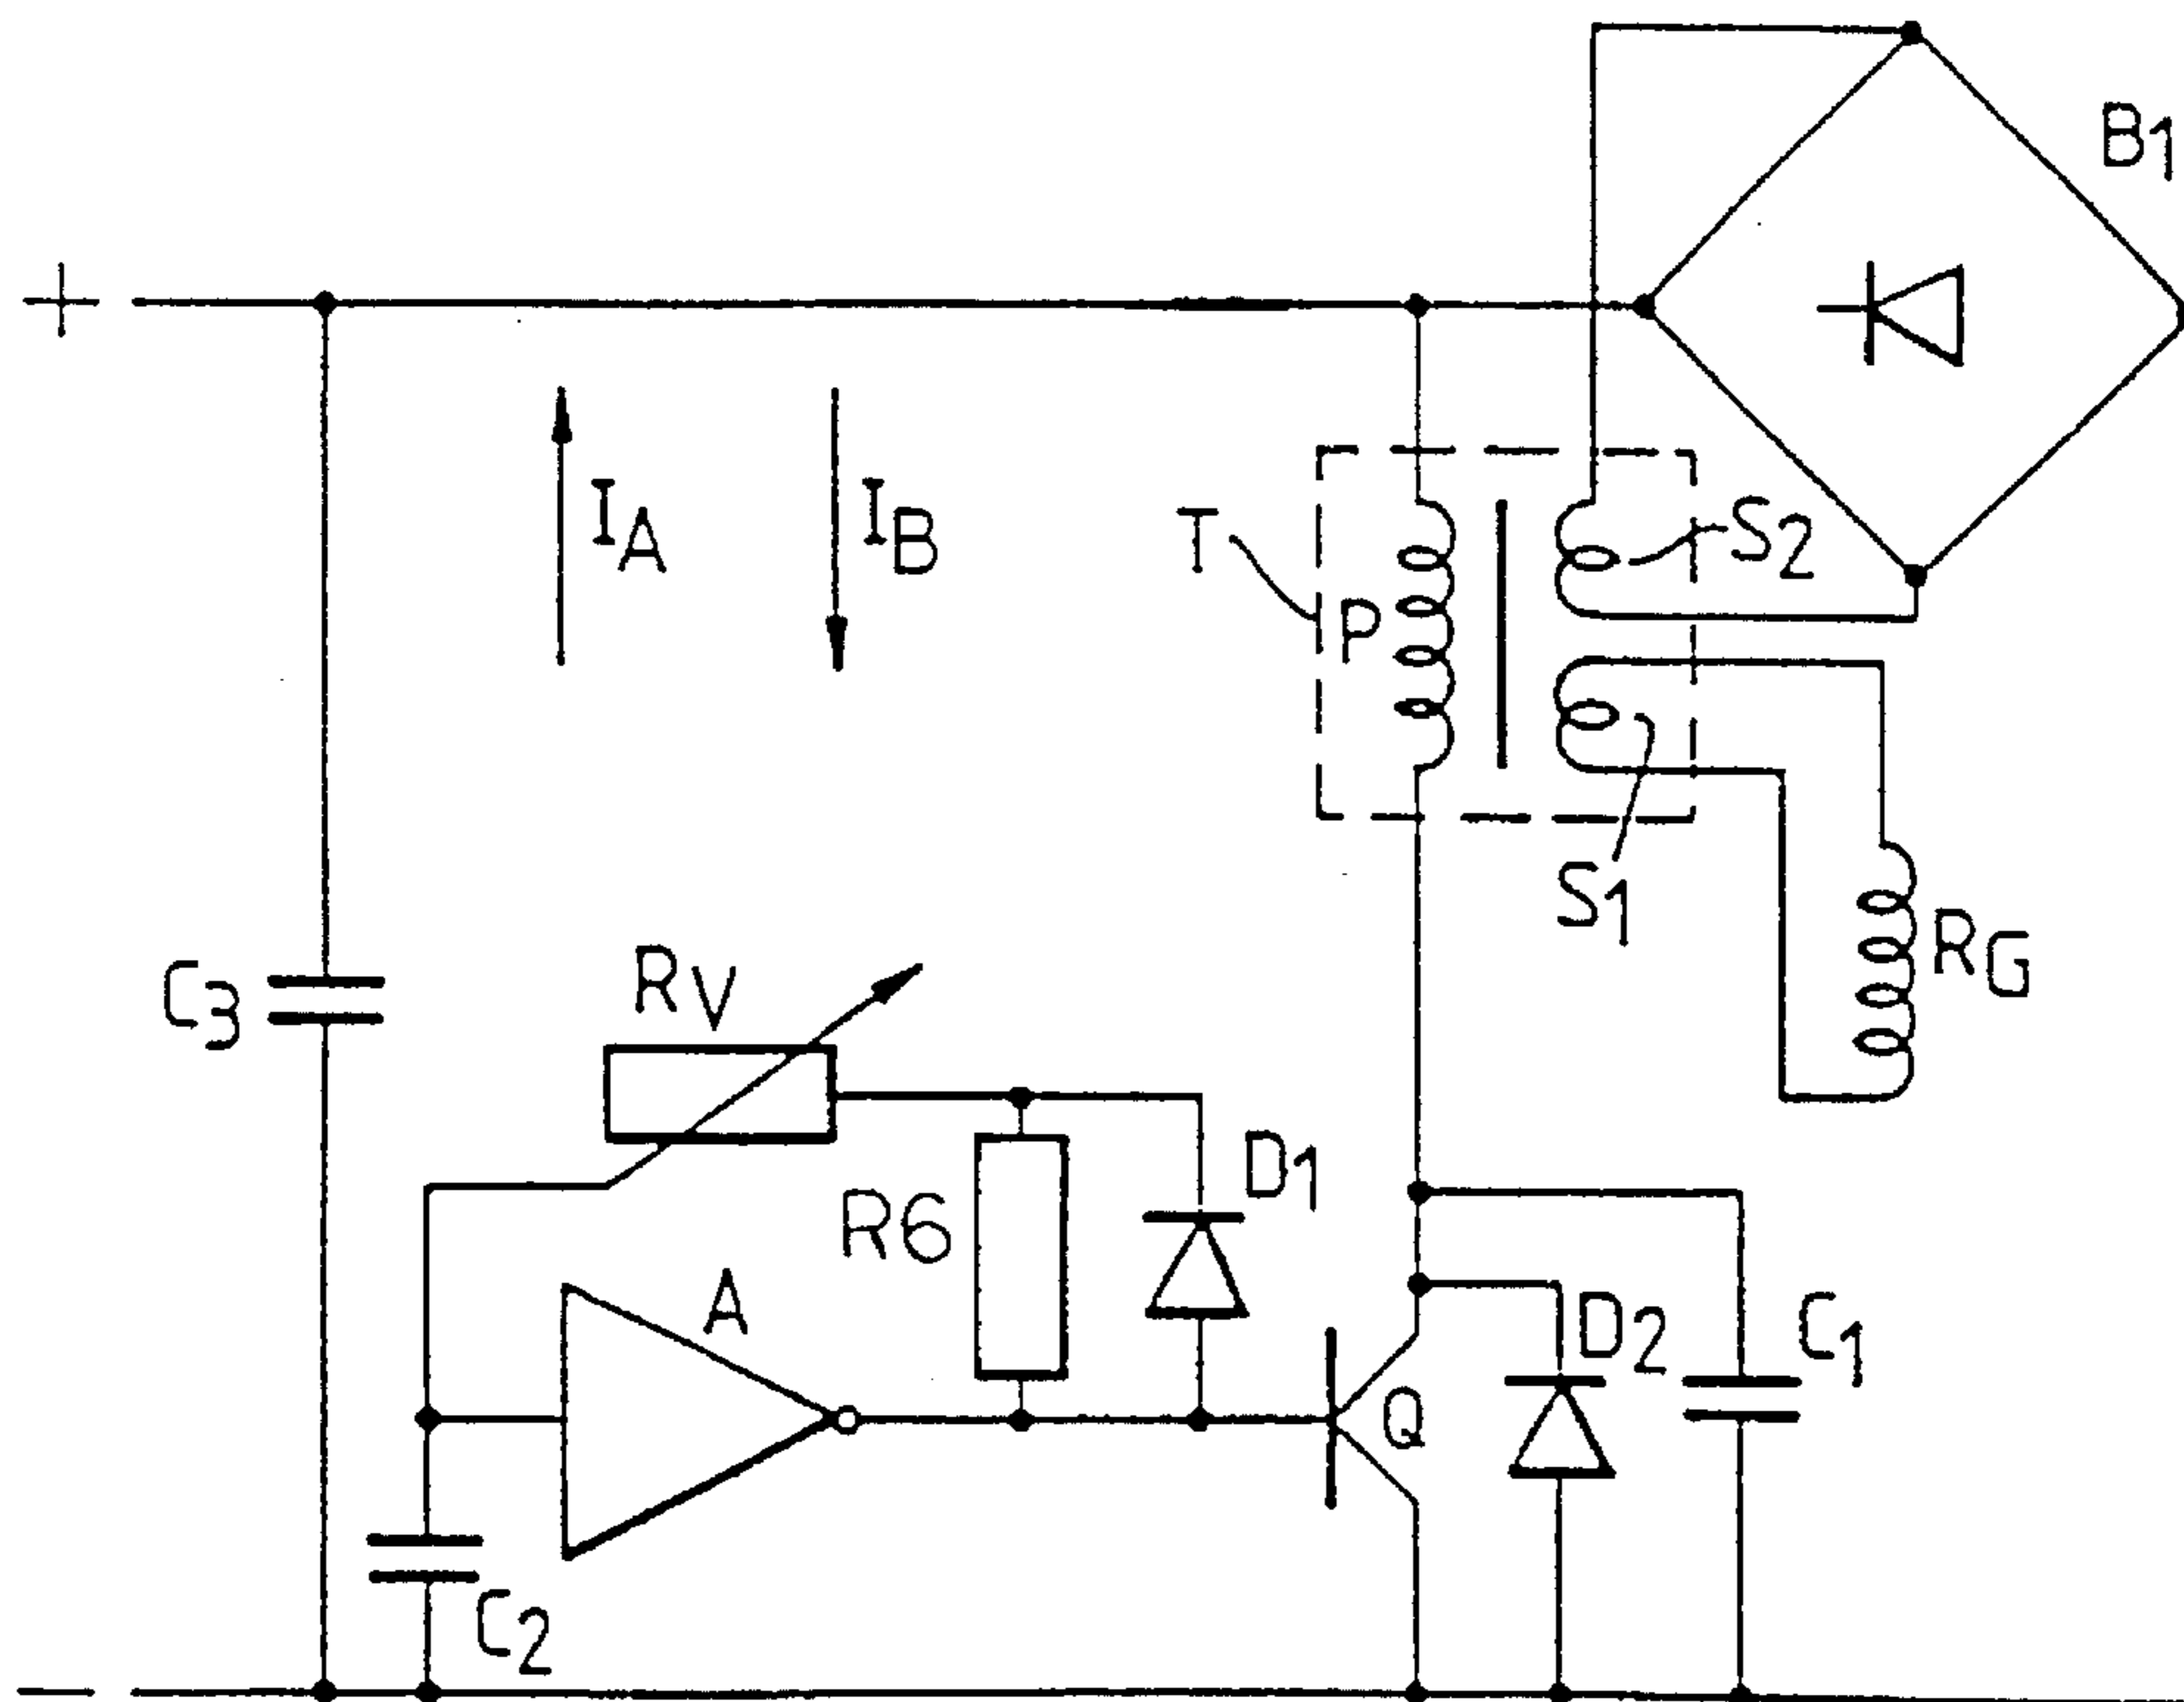 B1
+
IA
IB
T
P
S2
S1
RG
C3
RV
D1
R6
A
D2
C1
Q
C2
−